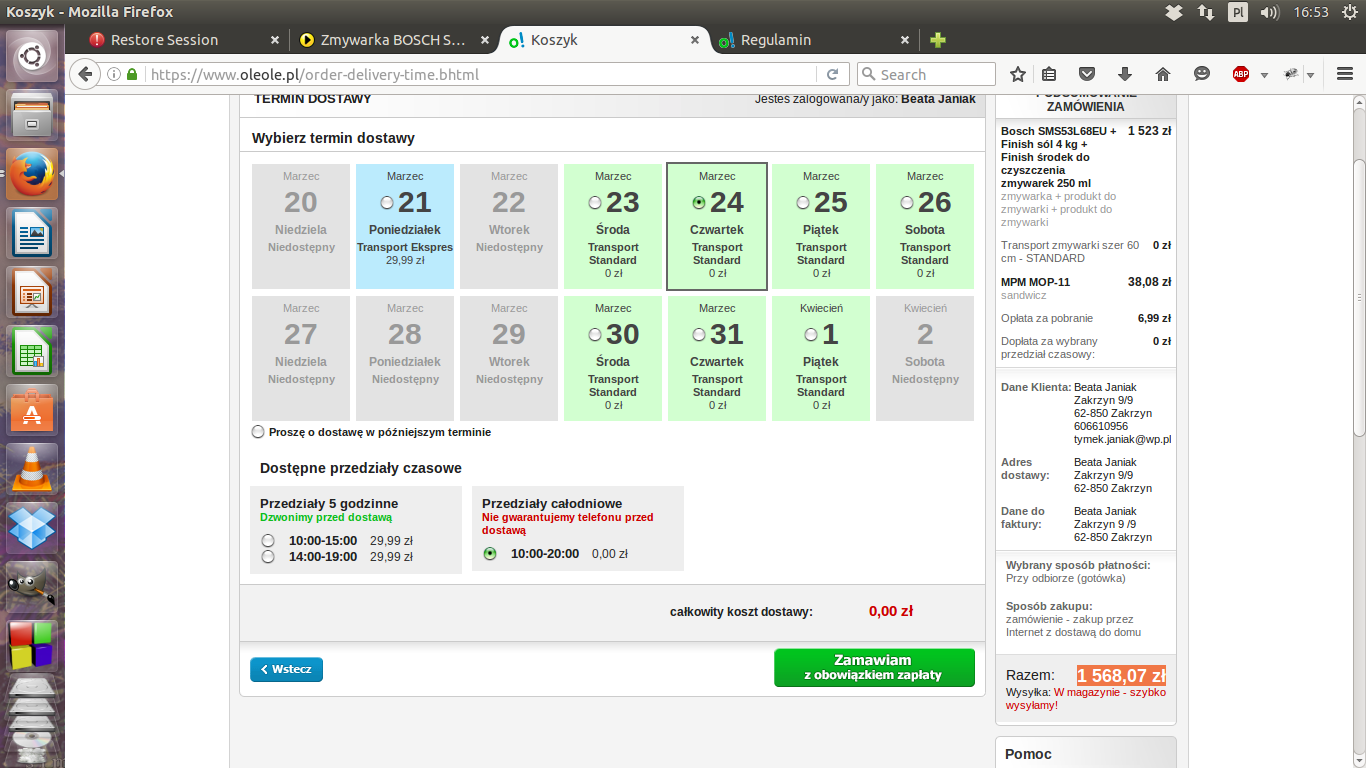 Koszyk - Mozilla Firefox
Pl
16:53
Restore Session
Zmywarka BOSCH S...
Koszyk
Regulamin
https://www.oleole.pl/order-delivery-time.bhtml
Search
ABP
TERMIN DOSTAWY
Jesteś zalogowana/y jako: Beata Janiak
Wybierz termin dostawy
Marzec
20
Niedziela
Niedostępny
Marzec
21
Poniedziałek
Transport Ekspres
29,99 zł
Marzec
22
Wtorek
Niedostępny
Marzec
23
Środa
Transport
Standard
0 zł
Marzec
24
Czwartek
Transport
Standard
0 zł
Marzec
25
Piątek
Transport
Standard
0 zł
Marzec
26
Sobota
Transport
Standard
0 zł
Marzec
27
Niedziela
Niedostępny
Marzec
28
Poniedziałek
Niedostępny
Marzec
29
Wtorek
Niedostępny
Marzec
30
Środa
Transport
Standard
0 zł
Marzec
31
Czwartek
Transport
Standard
0 zł
Kwiecień
1
Piątek
Transport
Standard
0 zł
Kwiecień
2
Sobota
Niedostępny
Proszę o dostawę w późniejszym terminie
Dostępne przedziały czasowe
Przedziały 5 godzinne
Dzwonimy przed dostawą
10:00-15:00 29,99 zł
14:00-19:00 29,99 zł
Przedziały całodniowe
Nie gwarantujemy telefonu przed
dostawą
10:00-20:00 0,00 zł
całkowity koszt dostawy: 0,00 zł
Wstecz
Zamawiam
z obowiązkiem zapłaty
PODSUMOWANIE
ZAMÓWIENIA
Bosch SMS53L68EU + 1 523 zł
Finish sól 4 kg +
Finish środek do
czyszczenia
zmywarek 250 ml
zmywarka + produkt do
zmywarki + produkt do
zmywarki
Transport zmywarki szer 60 0 zł
cm - STANDARD
MPM MOP-11 38,08 zł
sandwicz
Opłata za pobranie 6,99 zł
Dopłata za wybrany 0 zł
przedział czasowy:
Dane Klienta: Beata Janiak
Zakrzyn 9/9
62-850 Zakrzyn
606610956
tymek.janiak@wp.pl
Adres Beata Janiak
dostawy: Zakrzyn 9/9
62-850 Zakrzyn
Dane do Beata Janiak
faktury: Zakrzyn 9 /9
62-850 Zakrzyn
Wybrany sposób płatności:
Przy odbiorze (gotówka)
Sposób zakupu:
zamówienie - zakup przez
Internet z dostawą do domu
Razem: 1 568,07 zł
Wysyłka: W magazynie - szybko
wysyłamy!
Pomoc